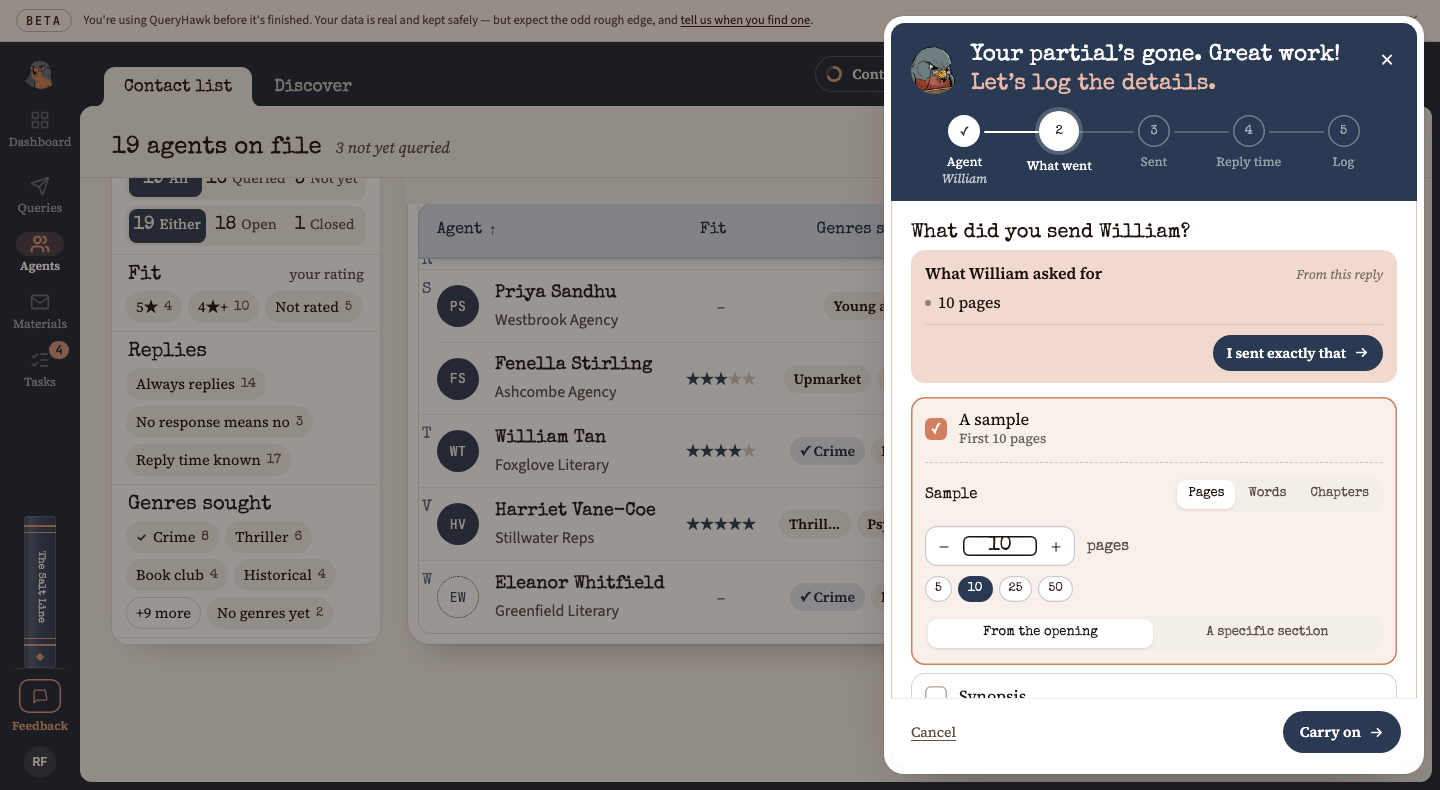 BETA You're using QueryHawk before it's finished. Your data is real and kept safely — but expect the odd rough edge, and tell us when you find one.
Contact list
Discover
Dashboard
Queries
Agents
Materials
4
Tasks
The Salt Line
Feedback
RF
19 agents on file 3 not yet queried
19 All 16 Queried 3 Not yet
19 Either 18 Open 1 Closed
Fit your rating
5★ 4 4★+ 10 Not rated 5
Replies
Always replies 14
No response means no 3
Reply time known 17
Genres sought
✓ Crime 8 Thriller 6
Book club 4 Historical 4
+9 more No genres yet 2
Agent ↑ Fit Genres s
S
PS Priya Sandhu – Young a
Westbrook Agency
FS Fenella Stirling ★★★★★ Upmarket
Ashcombe Agency
T
WT William Tan ★★★★★ ✓ Crime
Foxglove Literary
V
HV Harriet Vane-Coe ★★★★★ Thrill... Ps
Stillwater Reps
W
EW Eleanor Whitfield – ✓ Crime
Greenfield Literary
Your partial's gone. Great work!
Let's log the details.
✓ 2 3 4 5
Agent What went Sent Reply time Log
William
What did you send William?
What William asked for From this reply
10 pages
I sent exactly that →
✓ A sample
First 10 pages
Sample Pages Words Chapters
− 10 + pages
5 10 25 50
From the opening A specific section
Synopsis
Cancel Carry on →